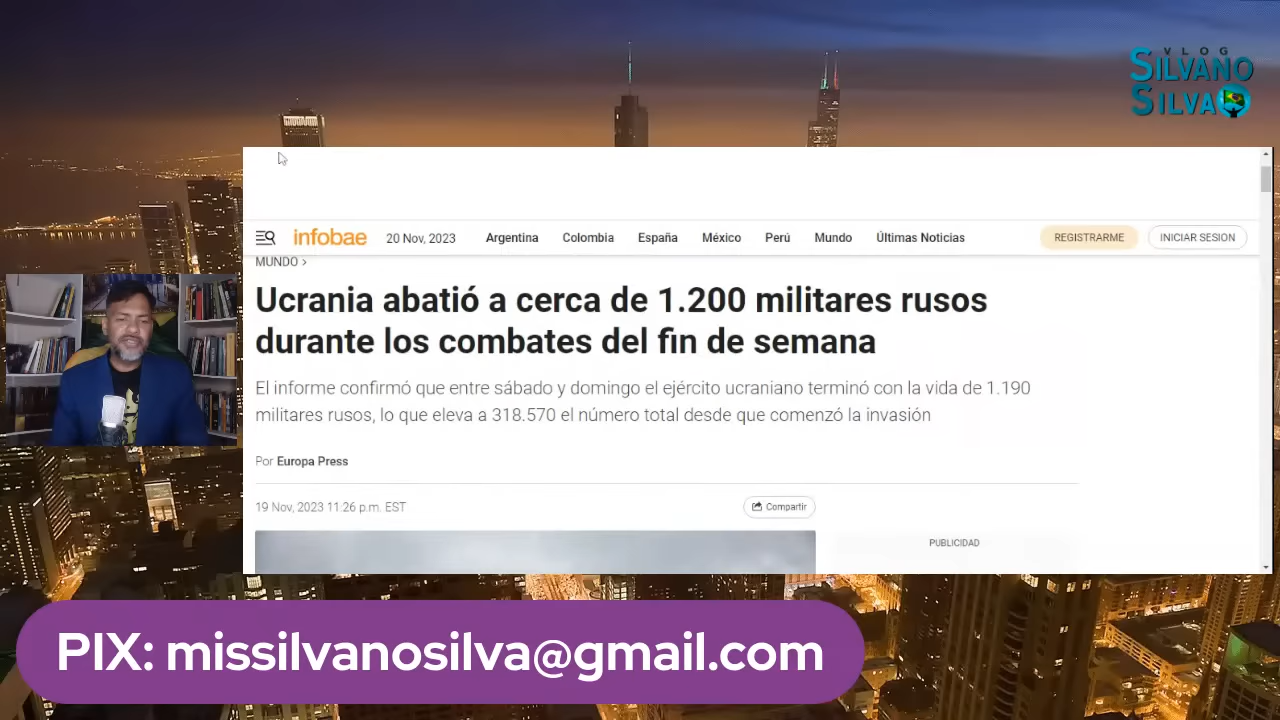 VLOG
SILVANO
SILVA
infobae 20 Nov, 2023 Argentina Colombia España México Perú Mundo Últimas Noticias REGISTRARME INICIAR SESION
MUNDO >
Ucrania abatió a cerca de 1.200 militares rusos
durante los combates del fin de semana
El informe confirmó que entre sábado y domingo el ejército ucraniano terminó con la vida de 1.190
militares rusos, lo que eleva a 318.570 el número total desde que comenzó la invasión
Por Europa Press
19 Nov, 2023 11:26 p.m. EST Compartir
PUBLICIDAD
PIX: missilvanosilva@gmail.com